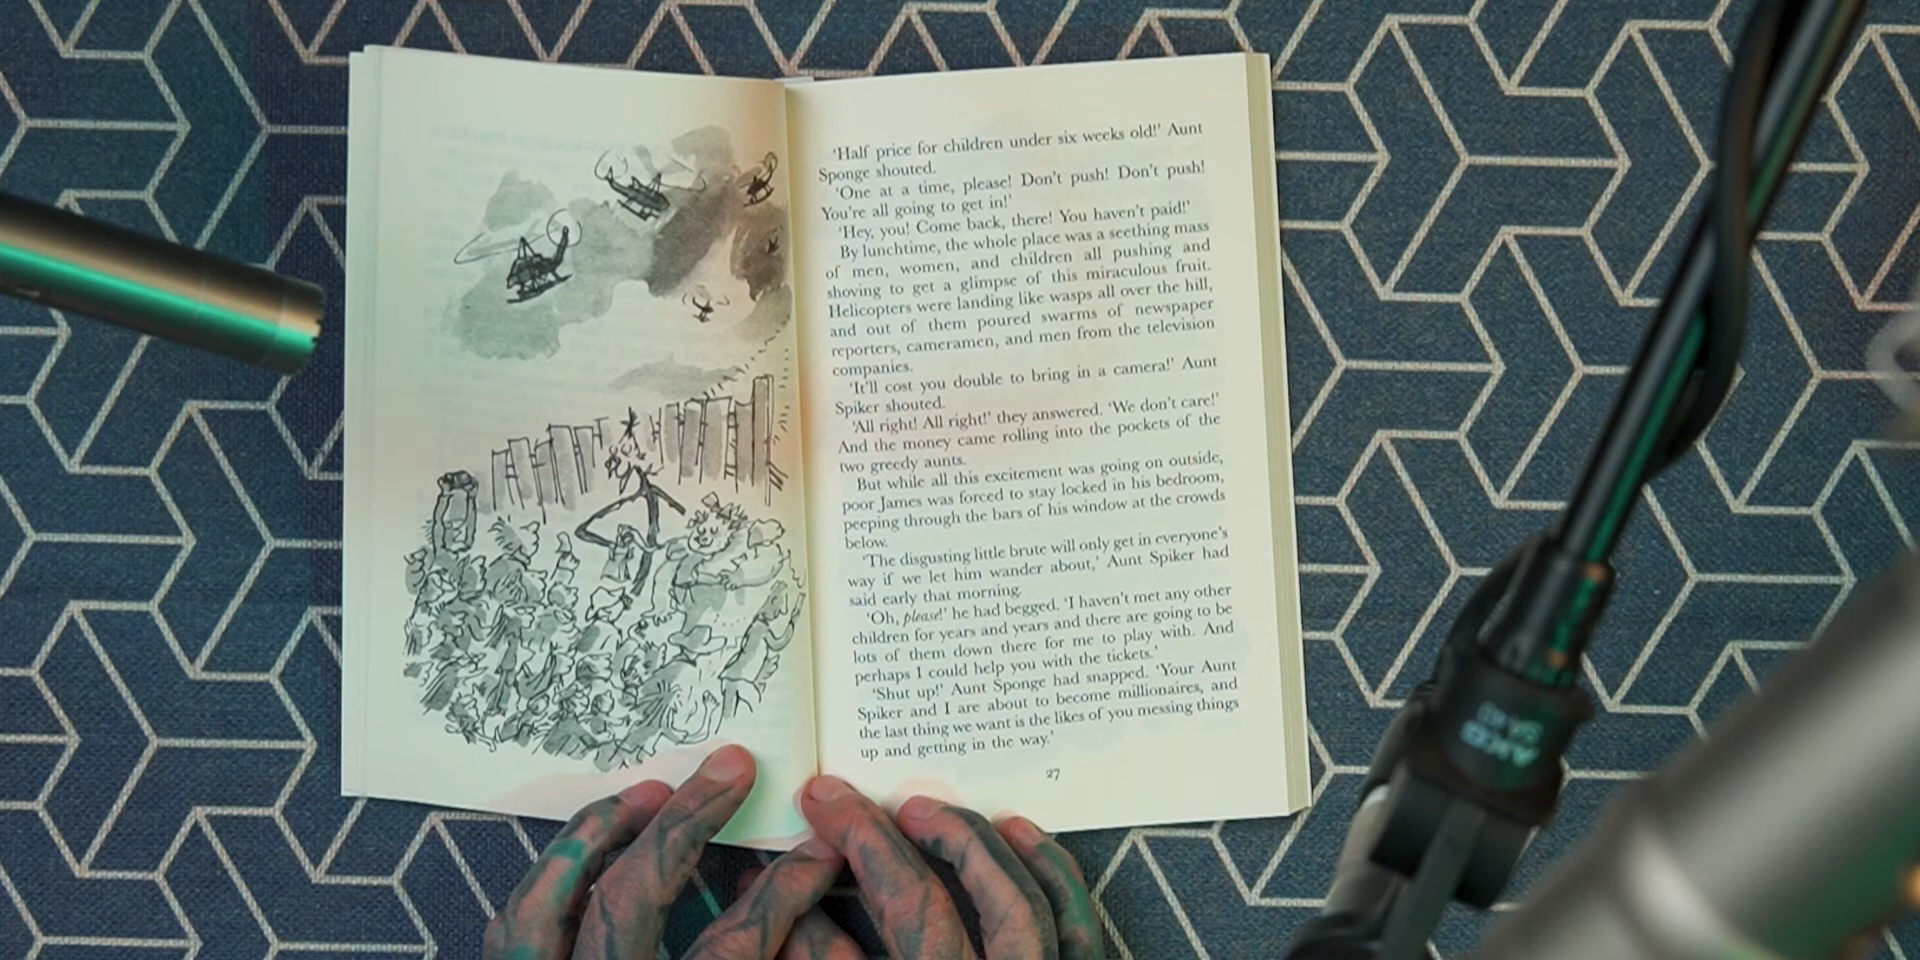 ‘Half price for children under six weeks old!’ Aunt
Sponge shouted.
‘One at a time, please! Don’t push! Don’t push!
You’re all going to get in!’
‘Hey, you! Come back, there! You haven’t paid!’
By lunchtime, the whole place was a seething mass
of men, women, and children all pushing and
shoving to get a glimpse of this miraculous fruit.
Helicopters were landing like wasps all over the hill,
and out of them poured swarms of newspaper
reporters, cameramen, and men from the television
companies.
‘It’ll cost you double to bring in a camera!’ Aunt
Spiker shouted.
‘All right! All right!’ they answered. ‘We don’t care!’
And the money came rolling into the pockets of the
two greedy aunts.
But while all this excitement was going on outside,
poor James was forced to stay locked in his bedroom,
peeping through the bars of his window at the crowds
below.
‘The disgusting little brute will only get in everyone’s
way if we let him wander about,’ Aunt Spiker had
said early that morning.
‘Oh, please!’ he had begged. ‘I haven’t met any other
children for years and years and there are going to be
lots of them down there for me to play with. And
perhaps I could help you with the tickets.’
‘Shut up!’ Aunt Sponge had snapped. ‘Your Aunt
Spiker and I are about to become millionaires, and
the last thing we want is the likes of you messing things
up and getting in the way.’
27